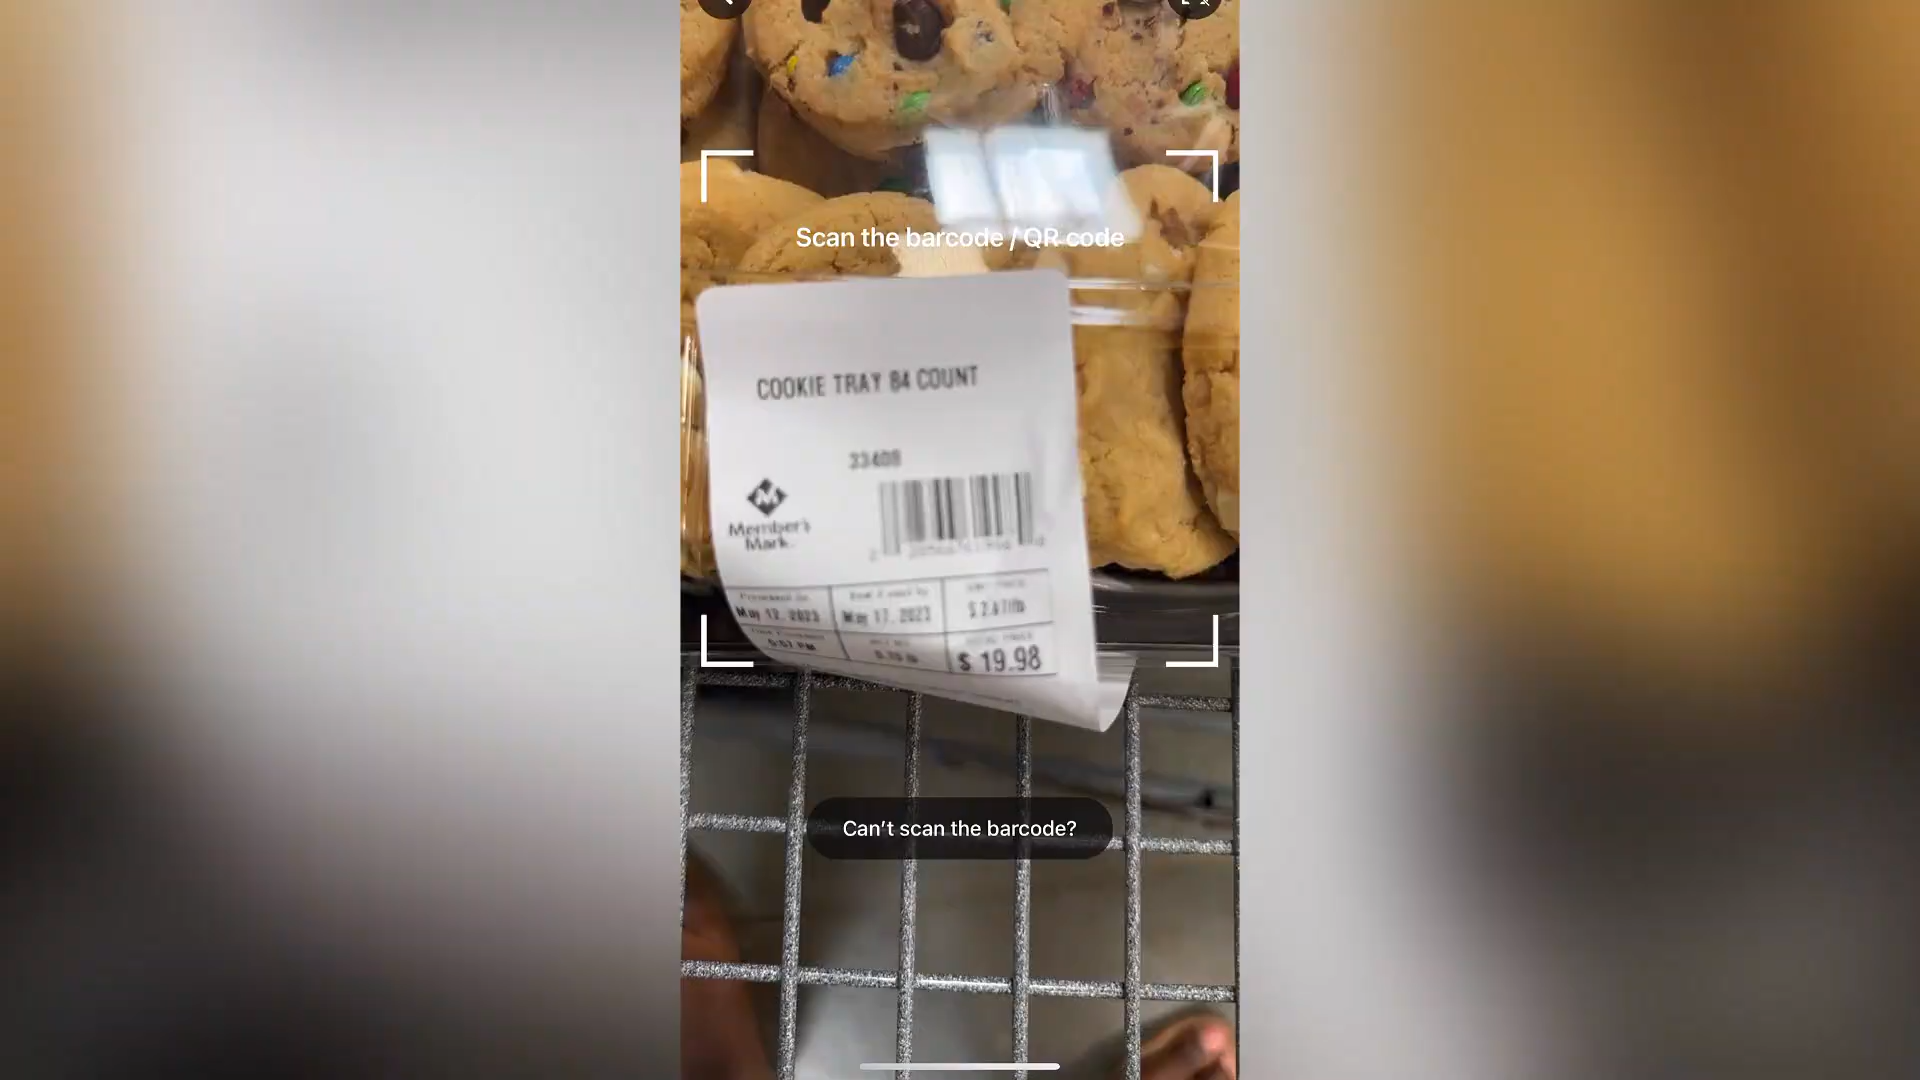 Scan the barcode / QR code
COOKIE TRAY 84 COUNT
33408
Member's
Mark.
May 12, 2023
May 17, 2023
$ 19.98
Can't scan the barcode?